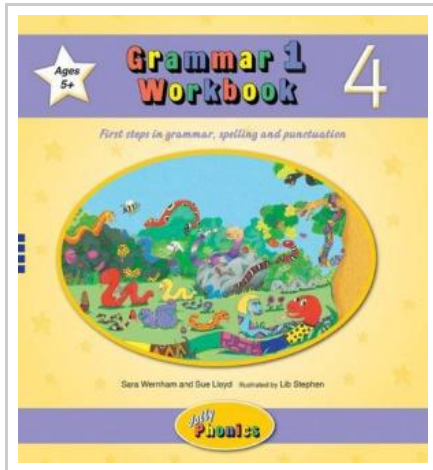 Ages
5+
Grammar 1
Workbook
4
First steps in grammar, spelling and punctuation
Sara Wernham and Sue Lloyd Illustrated by Lib Stephen
Jolly
Phonics